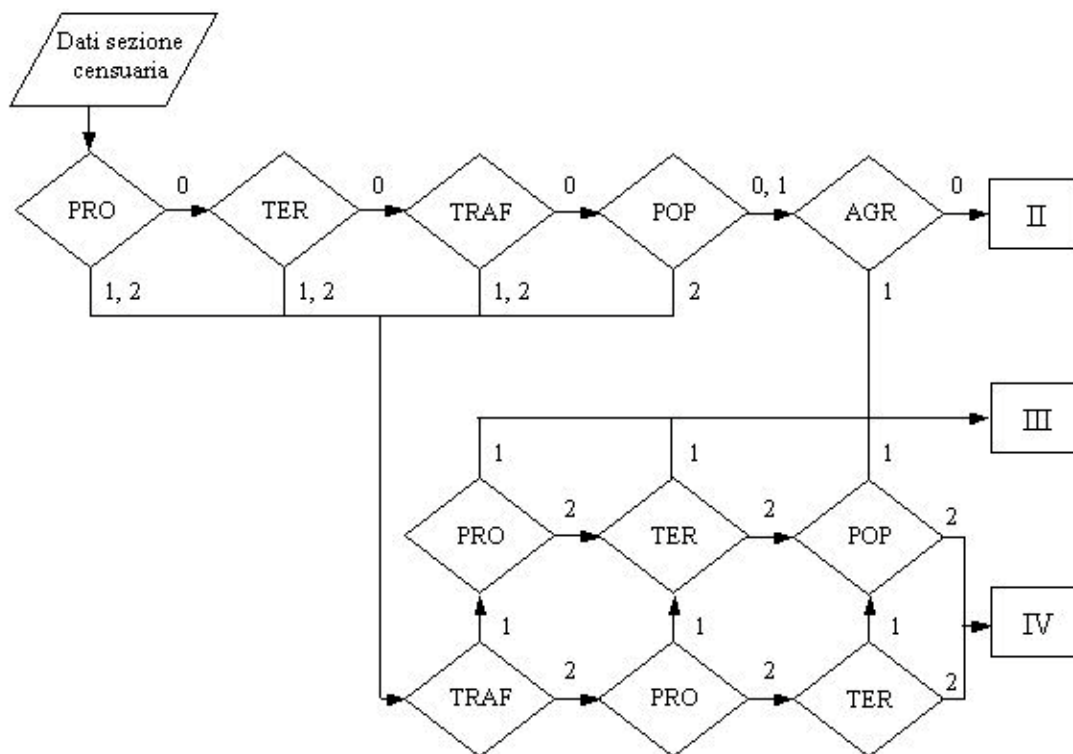 Dati sezione
censuaria
PRO
0
TER
0
TRAF
0
POP
0, 1
AGR
0
II
1, 2
1, 2
1, 2
2
1
III
1
1
1
PRO
2
TER
2
POP
2
1
1
1
IV
TRAF
2
PRO
2
TER
2